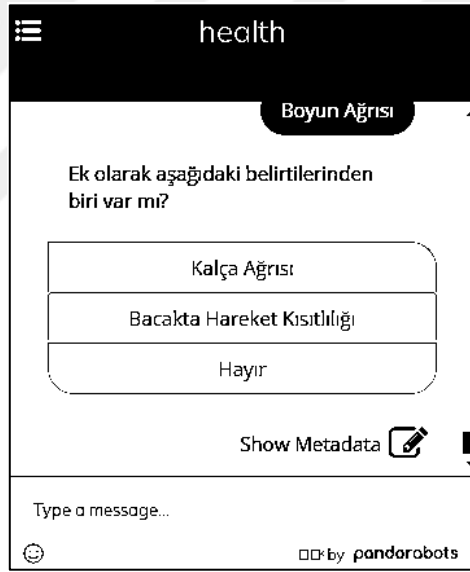 health
Boyun Ağrısı
Ek olarak aşağıdaki belirtilerinden
biri var mı?
Kalça Ağrısı
Bacakta Hareket Kısıtlılığı
Hayır
Show Metadata
Type a message...
by pandorabots